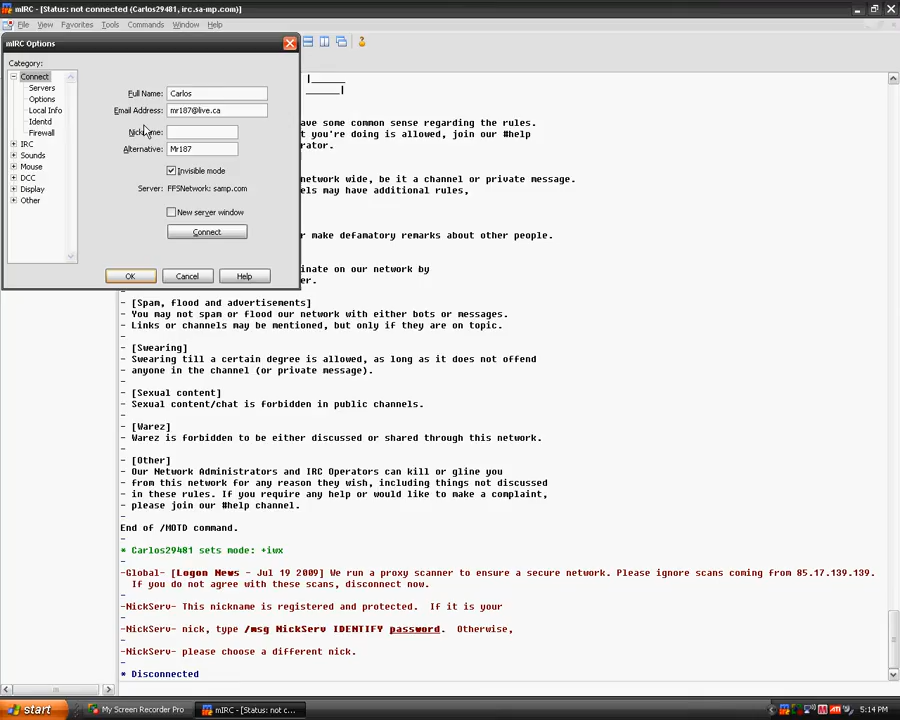 mIRC - [Status: not connected (Carlos29481, irc.sa-mp.com)]
File View Favorites Tools Commands Window Help
mIRC Options
Category:
Connect
Servers
Options
Local Info
Identd
Firewall
IRC
Sounds
Mouse
DCC
Display
Other
Full Name: Carlos
Email Address: mr187@live.ca
Nickname:
Alternative: Mr187
Invisible mode
Server: FFSNetwork: samp.com
New server window
Connect
OK Cancel Help
|______
______|
ave some common sense regarding the rules.
t you're doing is allowed, join our #help
rator.
network wide, be it a channel or private message.
els may have additional rules,
r make defamatory remarks about other people.
inate on our network by
er.
- [Spam, flood and advertisements]
- You may not spam or flood our network with either bots or messages.
- Links or channels may be mentioned, but only if they are on topic.
-
- [Swearing]
- Swearing till a certain degree is allowed, as long as it does not offend
- anyone in the channel (or private message).
-
- [Sexual content]
- Sexual content/chat is forbidden in public channels.
-
- [Warez]
- Warez is forbidden to be either discussed or shared through this network.
-
- [Other]
- Our Network Administrators and IRC Operators can kill or gline you
- from this network for any reason they wish, including things not discussed
- in these rules. If you require any help or would like to make a complaint,
- please join our #help channel.
-
End of /MOTD command.
-
* Carlos29481 sets mode: +iwx
-
-Global- [Logon News - Jul 19 2009] We run a proxy scanner to ensure a secure network. Please ignore scans coming from 85.17.139.139.
If you do not agree with these scans, disconnect now.
-
-NickServ- This nickname is registered and protected. If it is your
-
-NickServ- nick, type /msg NickServ IDENTIFY password. Otherwise,
-
-NickServ- please choose a different nick.
-
* Disconnected
start My Screen Recorder Pro mIRC - [Status: not c... 5:14 PM